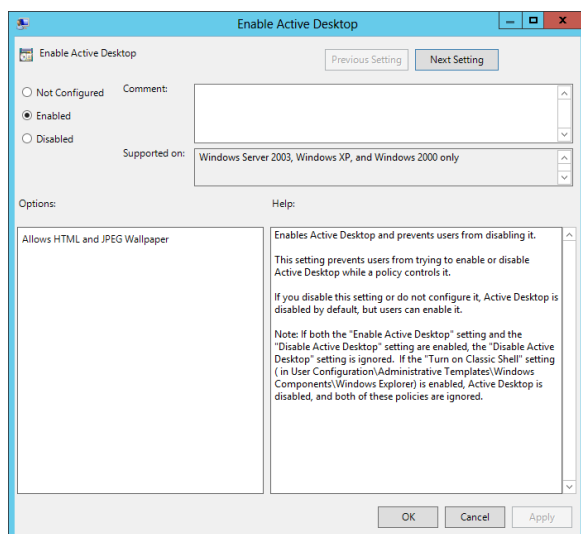 Enable Active Desktop
Enable Active Desktop
Previous Setting
Next Setting
Not Configured
Comment:
Enabled
Disabled
Supported on:
Windows Server 2003, Windows XP, and Windows 2000 only
Options:
Help:
Allows HTML and JPEG Wallpaper
Enables Active Desktop and prevents users from disabling it.
This setting prevents users from trying to enable or disable
Active Desktop while a policy controls it.
If you disable this setting or do not configure it, Active Desktop is
disabled by default, but users can enable it.
Note: If both the "Enable Active Desktop" setting and the
"Disable Active Desktop" setting are enabled, the "Disable Active
Desktop" setting is ignored.  If the "Turn on Classic Shell" setting
( in User Configuration\Administrative Templates\Windows
Components\Windows Explorer) is enabled, Active Desktop is
disabled, and both of these policies are ignored.
OK
Cancel
Apply